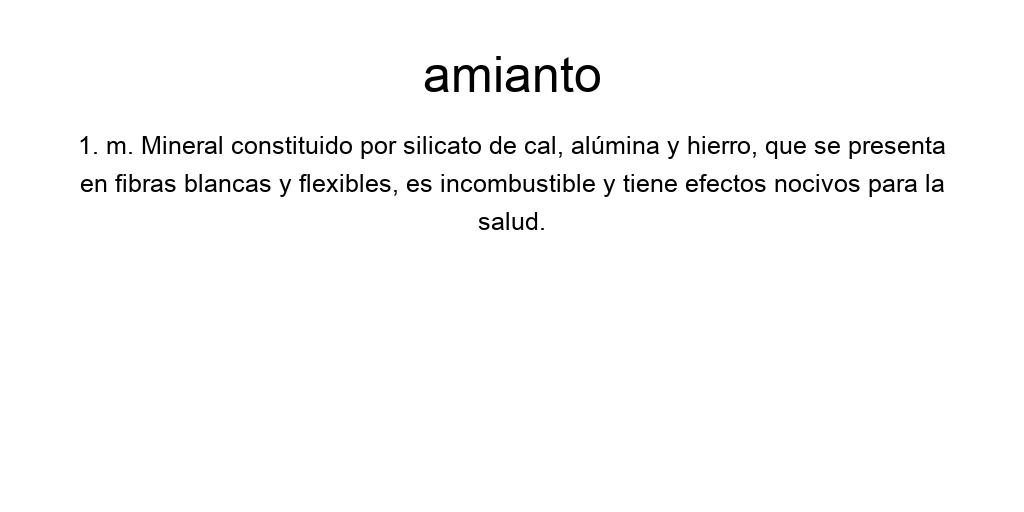 amianto
1. m. Mineral constituido por silicato de cal, alúmina y hierro, que se presenta
en fibras blancas y flexibles, es incombustible y tiene efectos nocivos para la
salud.